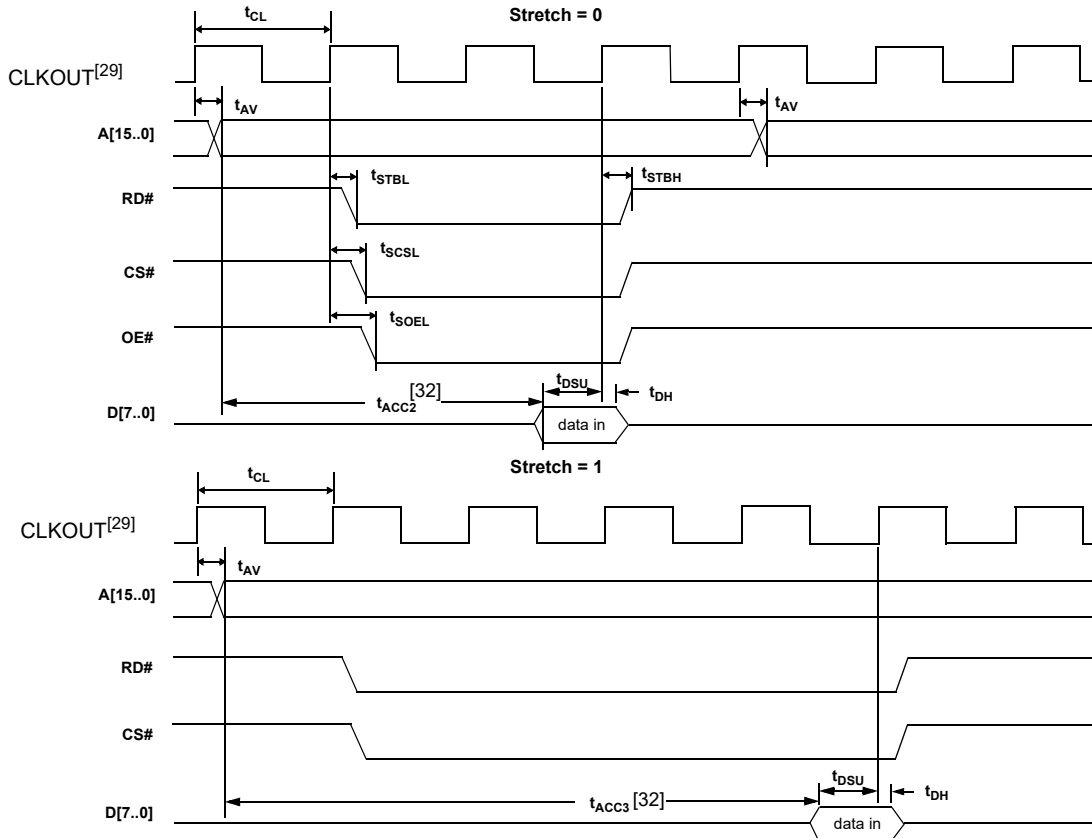 Stretch = 0
tCL
CLKOUT[29]
tAV
tAV
A[15..0]
tSTBL
tSTBH
RD#
tSCSL
CS#
tSOEL
OE#
tDSU
tACC2[32]
tDH
D[7..0]
data in
Stretch = 1
tCL
CLKOUT[29]
tAV
A[15..0]
RD#
CS#
tDSU
tACC3 [32]
tDH
D[7..0]
data in